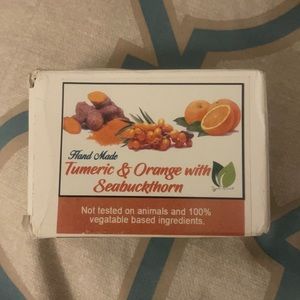 Hand Made
Tumeric & Orange with
Seabuckthorn
Not tested on animals and 100%
vegatable based ingredients.